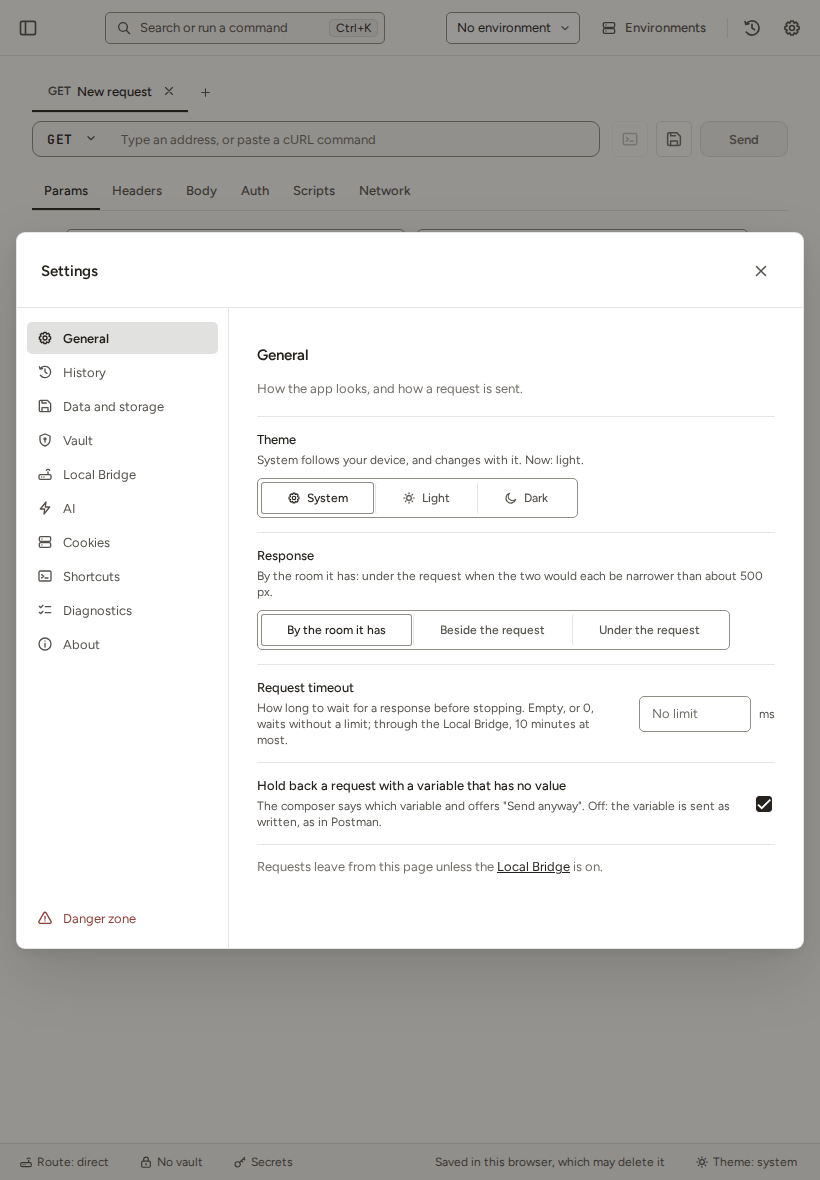 Search or run a command Ctrl+K No environment Environments
GET New request
GET Type an address, or paste a cURL command Send
Params Headers Body Auth Scripts Network
Settings
General
History
Data and storage
Vault
Local Bridge
AI
Cookies
Shortcuts
Diagnostics
About
Danger zone
General
How the app looks, and how a request is sent.
Theme
System follows your device, and changes with it. Now: light.
System Light Dark
Response
By the room it has: under the request when the two would each be narrower than about 500
px.
By the room it has Beside the request Under the request
Request timeout
How long to wait for a response before stopping. Empty, or 0,
waits without a limit; through the Local Bridge, 10 minutes at
most.
No limit ms
Hold back a request with a variable that has no value
The composer says which variable and offers "Send anyway". Off: the variable is sent as
written, as in Postman.
Requests leave from this page unless the Local Bridge is on.
Route: direct No vault Secrets Saved in this browser, which may delete it Theme: system